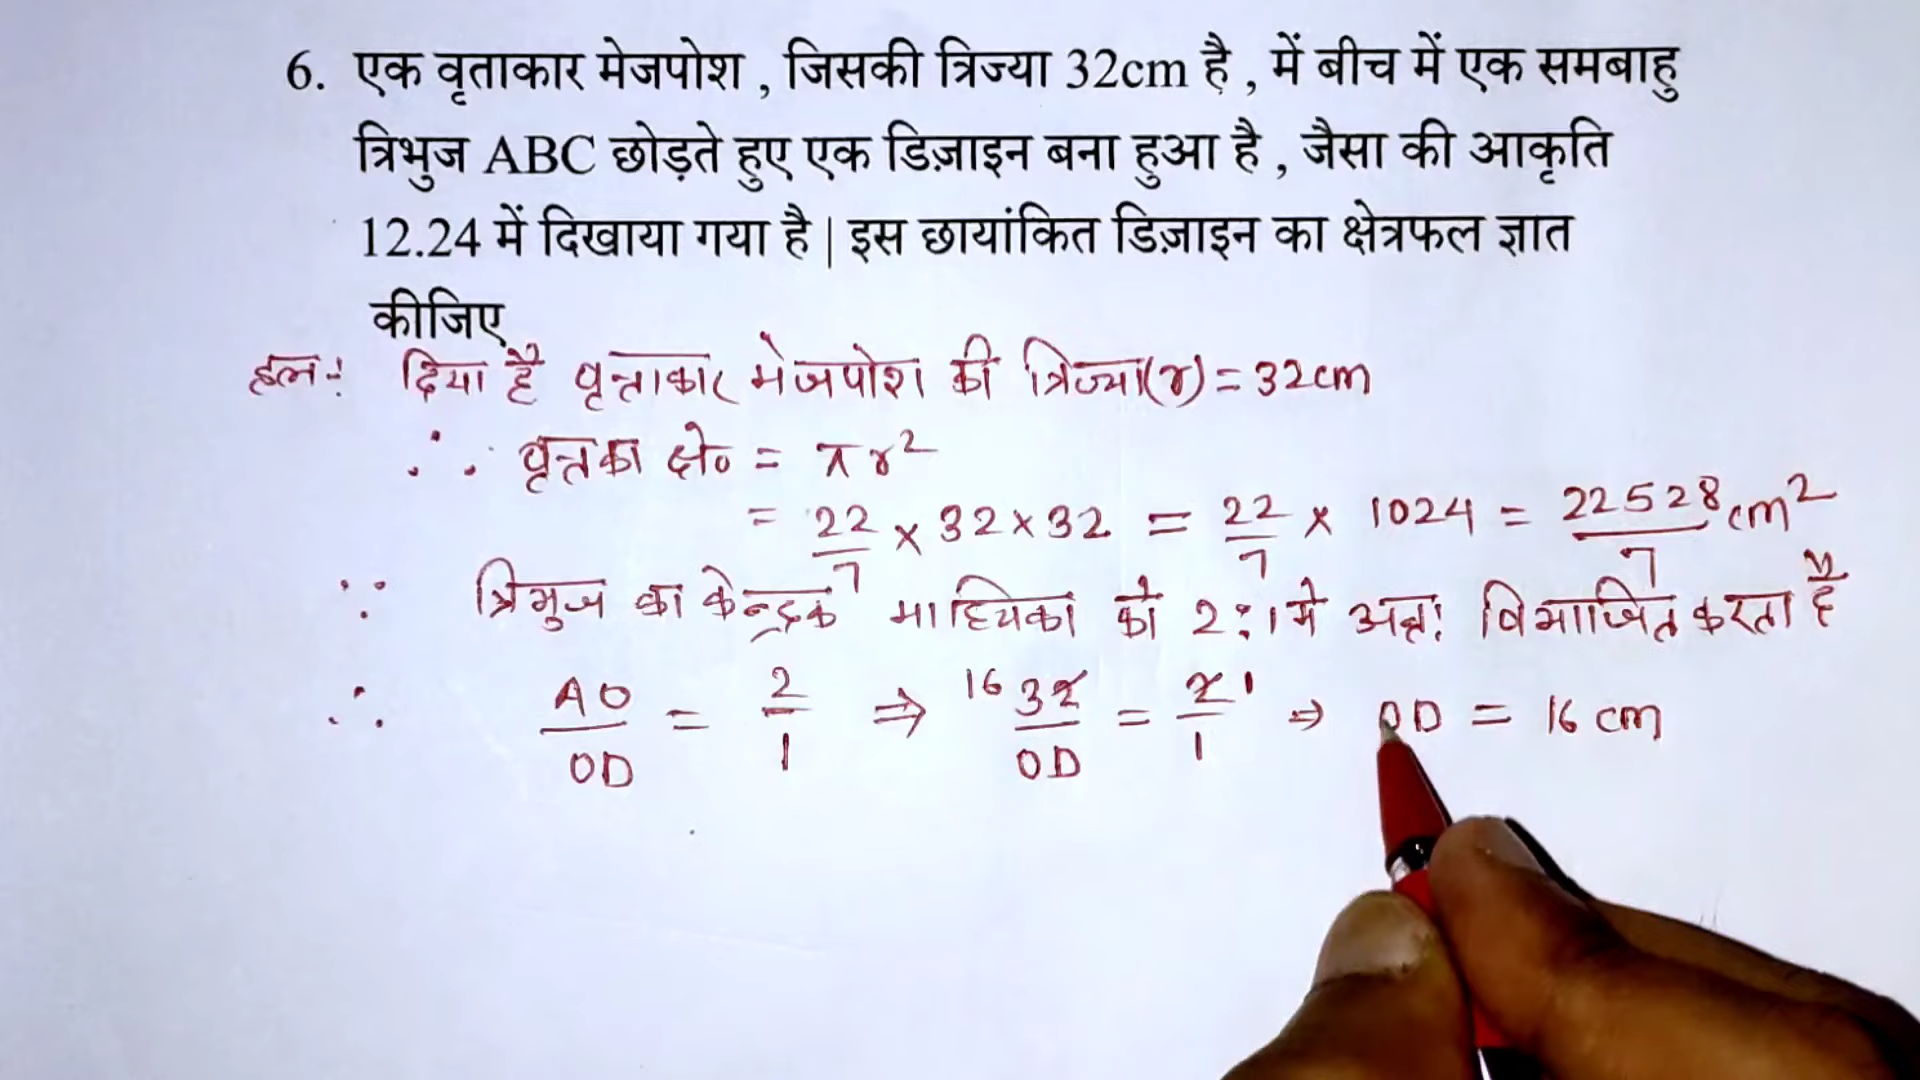 6. एक वृताकार मेजपोश , जिसकी त्रिज्या 32cm है , में बीच में एक समबाहु
त्रिभुज ABC छोड़ते हुए एक डिज़ाइन बना हुआ है , जैसा की आकृति
12.24 में दिखाया गया है | इस छायांकित डिज़ाइन का क्षेत्रफल ज्ञात
कीजिए
हल:- दिया है वृत्ताकार मेजपोश की त्रिज्या(r) = 32cm
∴ वृत्त का क्षे० = πr²
= 22/7 × 32 × 32 = 22/7 × 1024 = 22528/7 cm²
∵ त्रिभुज का केन्द्रक माध्यिका को 2:1 मे अन्तः विभाजित करता है
∴ AO/OD = 2/1 ⇒ 16 32/OD = 2 1/1 ⇒ OD = 16 cm